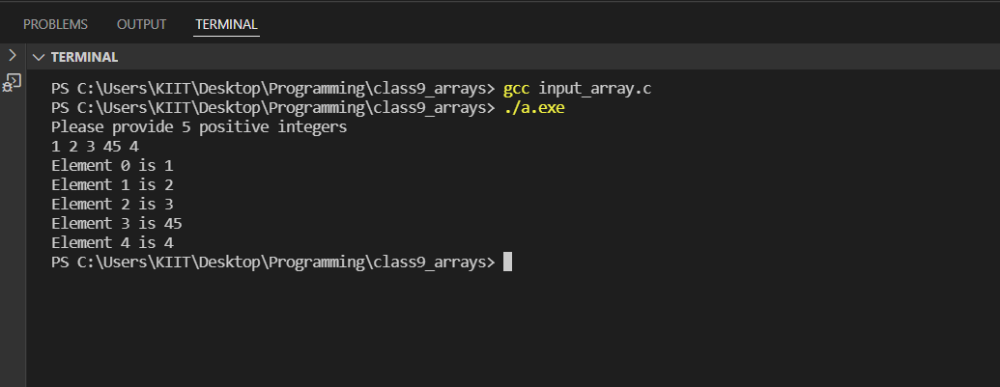 PROBLEMS OUTPUT TERMINAL
TERMINAL
PS C:\Users\KIIT\Desktop\Programming\class9_arrays> gcc input_array.c
PS C:\Users\KIIT\Desktop\Programming\class9_arrays> ./a.exe
Please provide 5 positive integers
1 2 3 45 4
Element 0 is 1
Element 1 is 2
Element 2 is 3
Element 3 is 45
Element 4 is 4
PS C:\Users\KIIT\Desktop\Programming\class9_arrays>